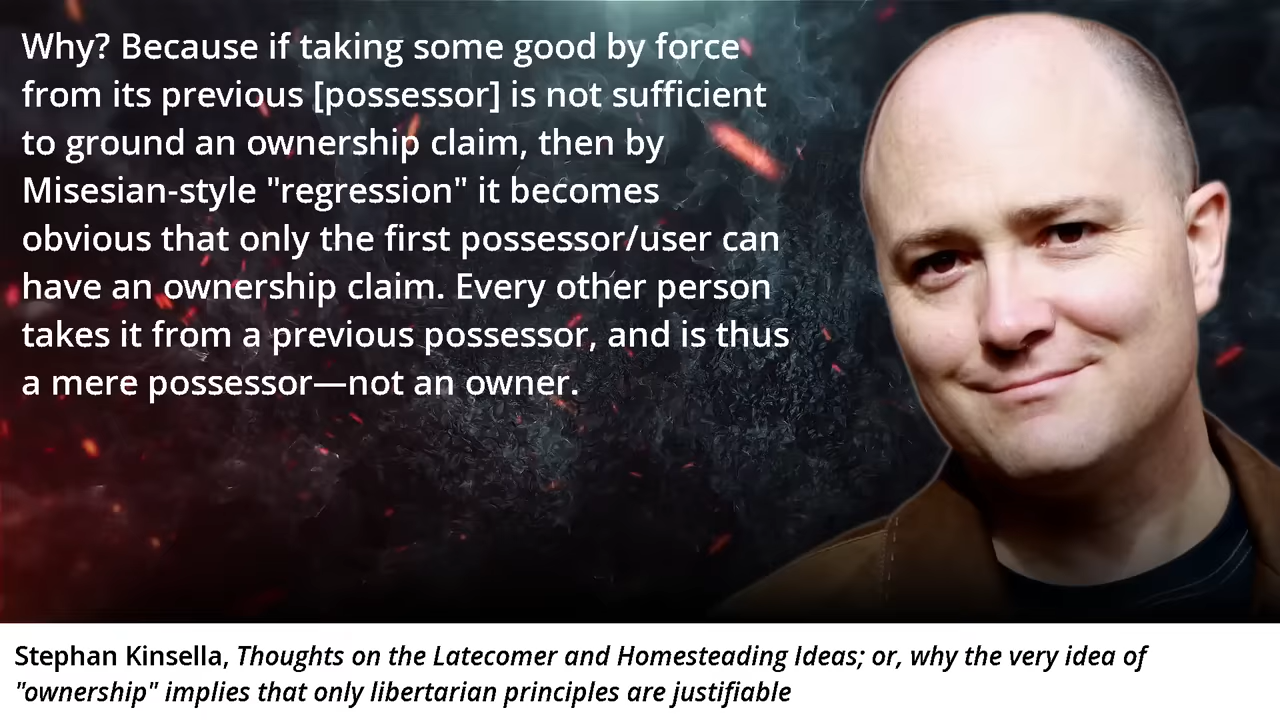 Why? Because if taking some good by force
from its previous [possessor] is not sufficient
to ground an ownership claim, then by
Misesian-style "regression" it becomes
obvious that only the first possessor/user can
have an ownership claim. Every other person
takes it from a previous possessor, and is thus
a mere possessor—not an owner.
Stephan Kinsella, Thoughts on the Latecomer and Homesteading Ideas; or, why the very idea of
"ownership" implies that only libertarian principles are justifiable